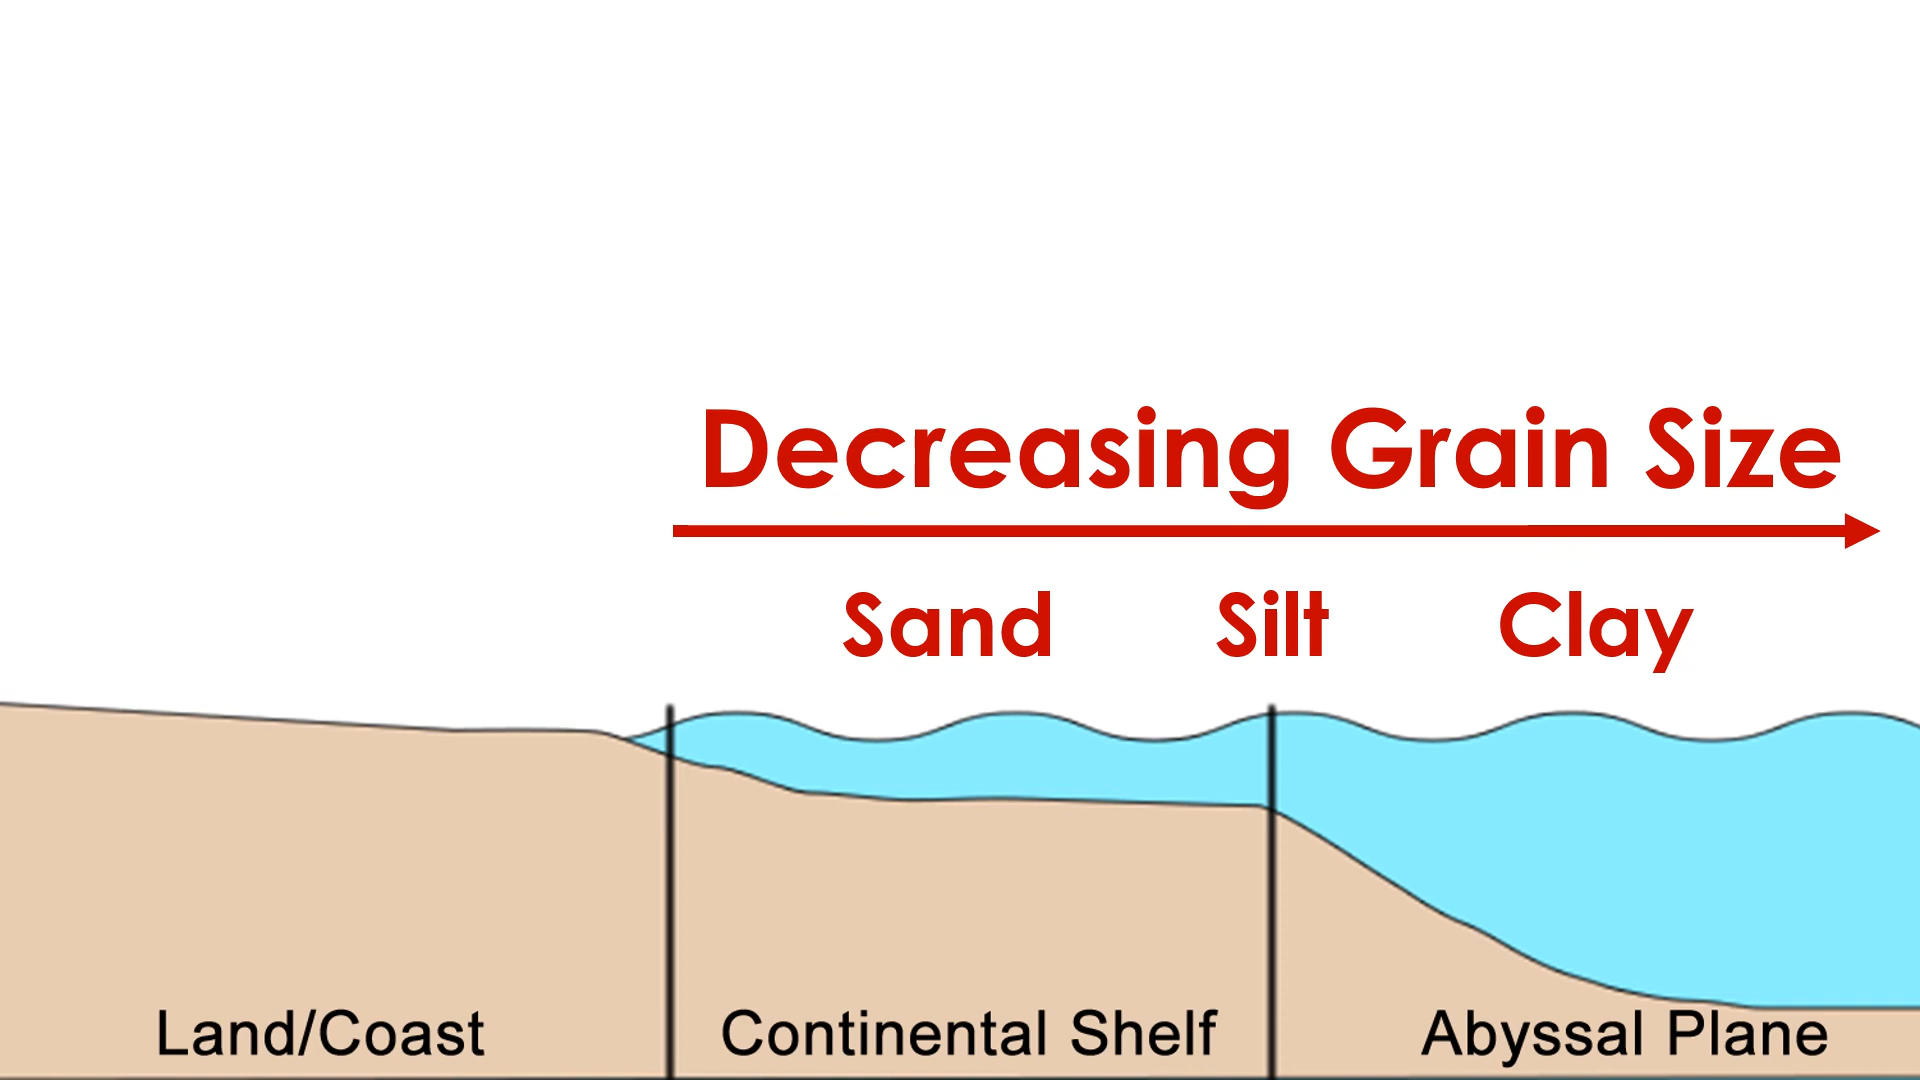 Decreasing Grain Size
Sand Silt Clay
Land/Coast Continental Shelf Abyssal Plane